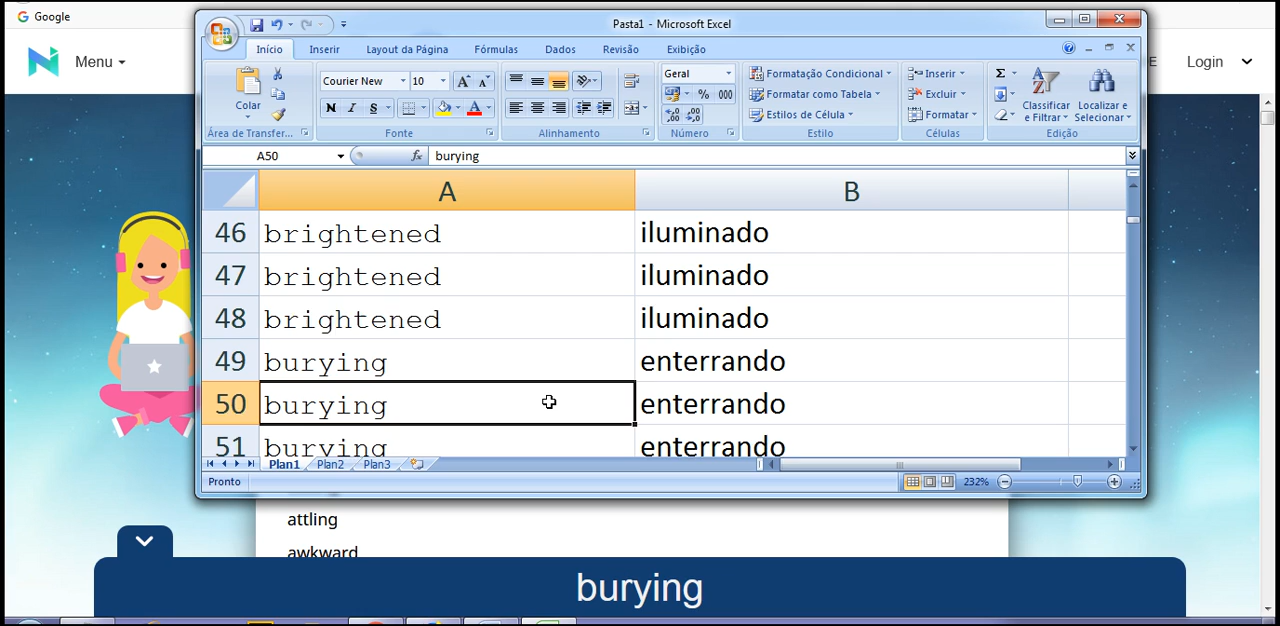 Google
Pasta1 - Microsoft Excel
Menu
Início Inserir Layout da Página Fórmulas Dados Revisão Exibição
E Login
Colar
Courier New 10
N I S
Geral
% 000
Formatação Condicional
Formatar como Tabela
Estilos de Célula
Inserir
Excluir
Formatar
Σ
Classificar e Filtrar
Localizar e Selecionar
Área de Transfer... Fonte Alinhamento Número Estilo Células Edição
A50 fx burying
A B
46 brightened iluminado
47 brightened iluminado
48 brightened iluminado
49 burying enterrando
50 burying enterrando
51 burying enterrando
Plan1 Plan2 Plan3
Pronto 232%
attling
awkward
burying